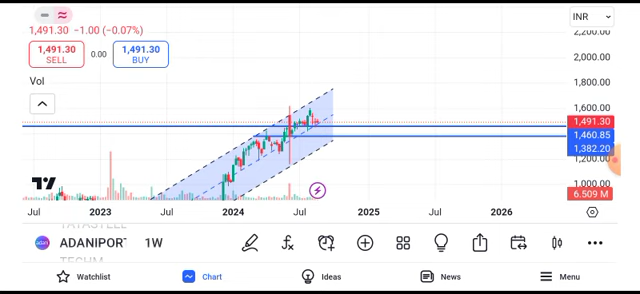 INR
1,491.30 −1.00 (−0.07%)
2,200.00
1,491.30
SELL
0.00
1,491.30
BUY
2,000.00
Vol
1,800.00
1,600.00
1,491.30
1,460.85
1,382.20
1,200.00
1,000.00
6.509 M
Jul 2023 Jul 2024 Jul 2025 Jul 2026
TATASTEEL
ADANIPORT 1W
TECHM
Watchlist Chart Ideas News Menu